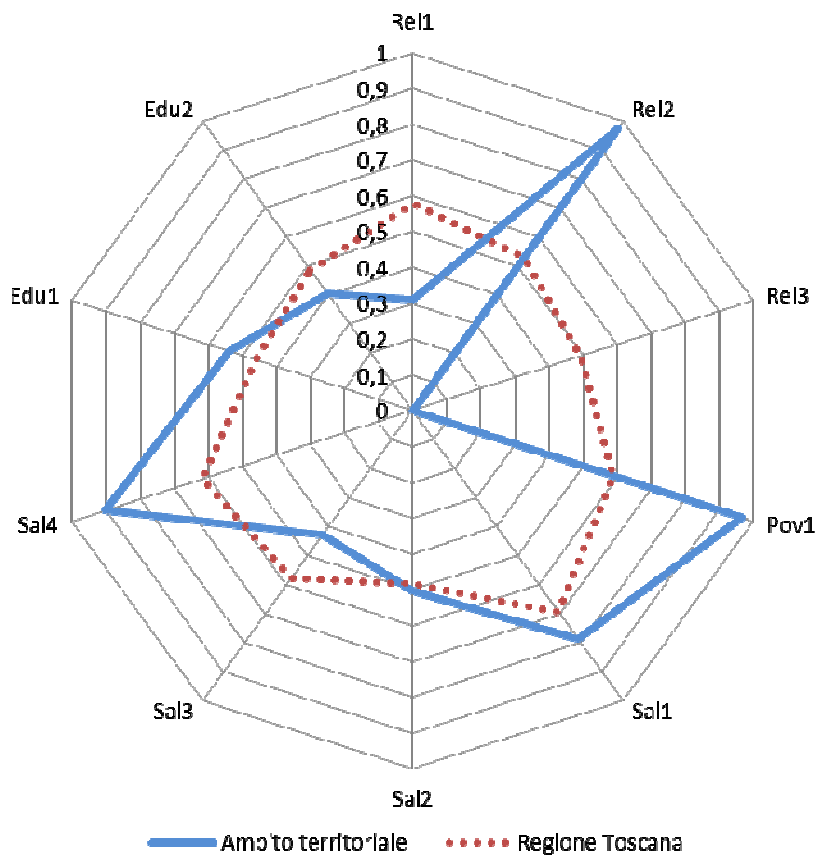 Rel1
1
0,9
0,8
0,7
0,6
0,5
0,4
0,3
0,2
0,1
0
Edu2
Rel2
Edu1
Rel3
Sal4
Pov1
Sal3
Sal1
Sal2
Ambito territoriale
Regione Toscana